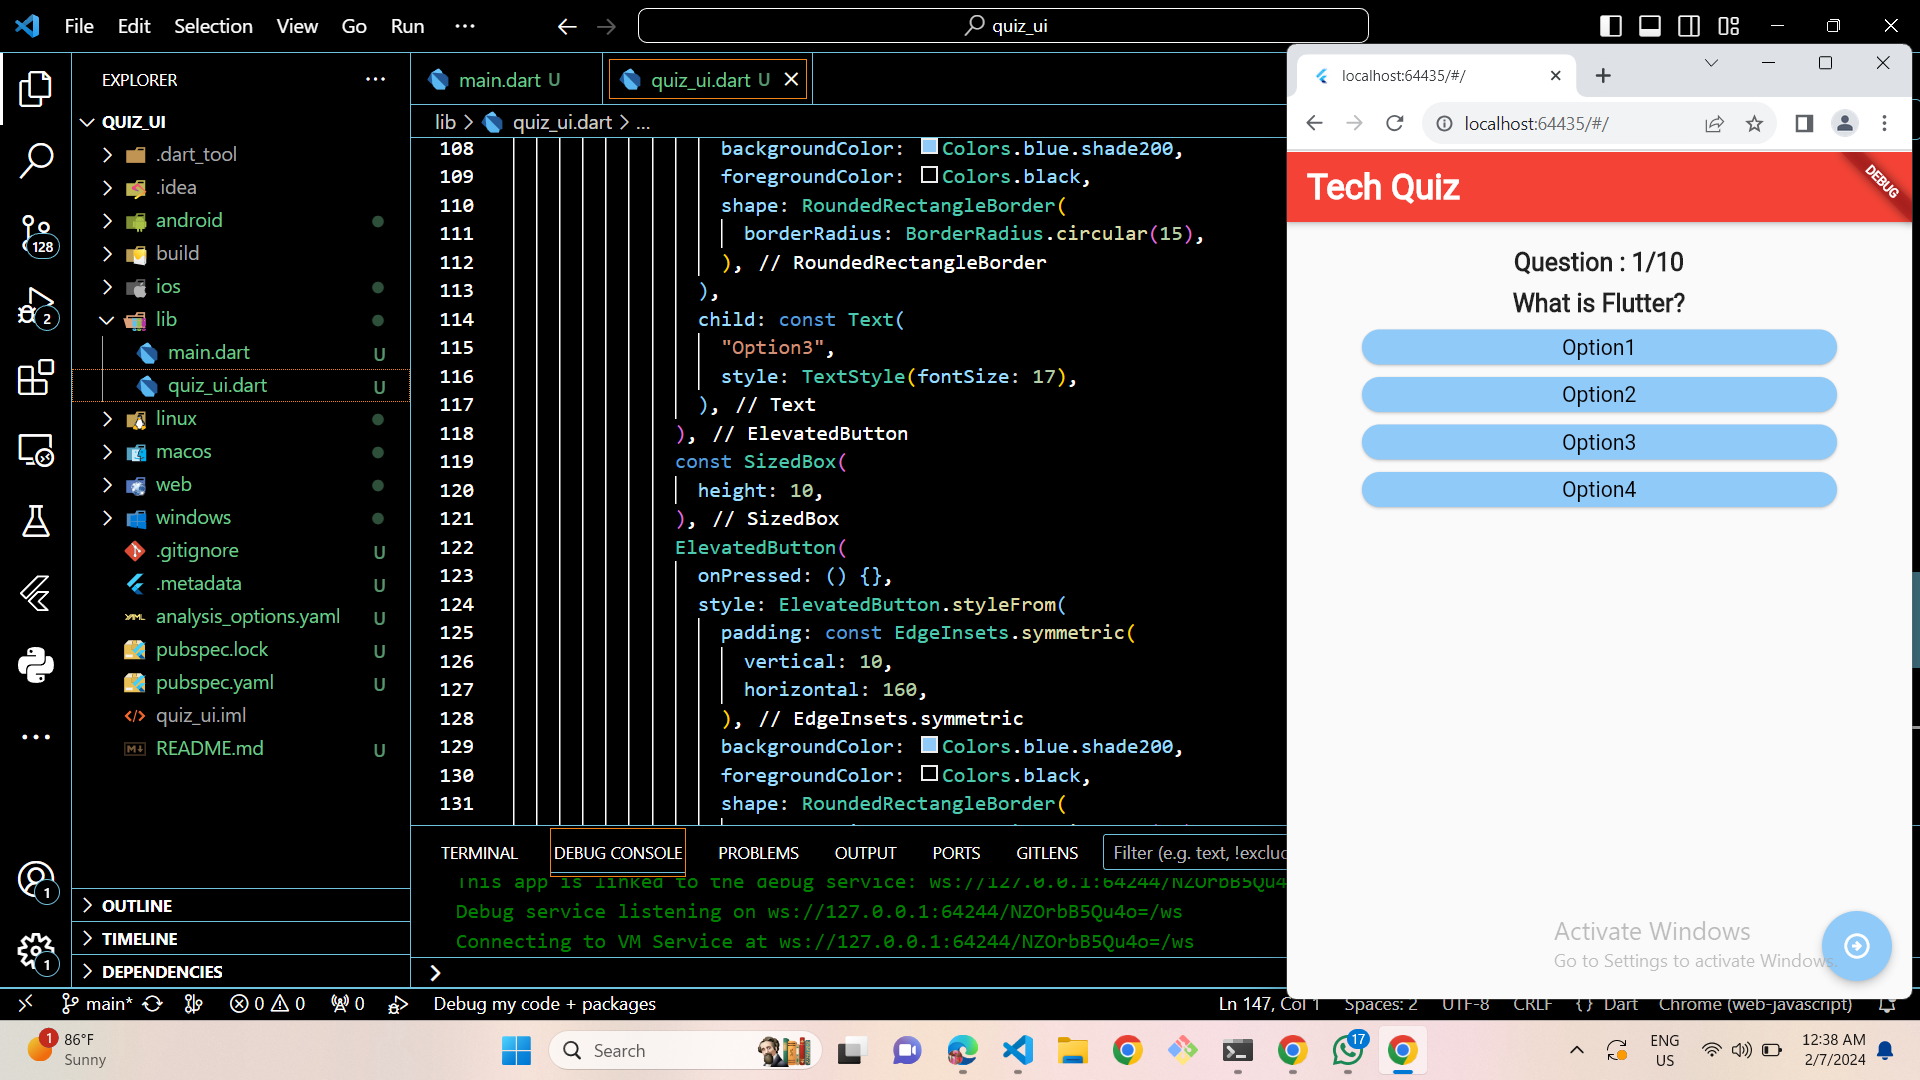 File Edit Selection View Go Run ...
quiz_ui
EXPLORER
QUIZ_UI
.dart_tool
.idea
android
build
ios
lib
main.dart U
quiz_ui.dart U
linux
macos
web
windows
.gitignore U
.metadata U
analysis_options.yaml U
pubspec.lock U
pubspec.yaml U
quiz_ui.iml
README.md U
OUTLINE
TIMELINE
DEPENDENCIES
128
2
1
1
main.dart U
quiz_ui.dart U
lib > quiz_ui.dart > ...
108 backgroundColor: Colors.blue.shade200,
109 foregroundColor: Colors.black,
110 shape: RoundedRectangleBorder(
111 borderRadius: BorderRadius.circular(15),
112 ), // RoundedRectangleBorder
113 ),
114 child: const Text(
115 "Option3",
116 style: TextStyle(fontSize: 17),
117 ), // Text
118 ), // ElevatedButton
119 const SizedBox(
120 height: 10,
121 ), // SizedBox
122 ElevatedButton(
123 onPressed: () {},
124 style: ElevatedButton.styleFrom(
125 padding: const EdgeInsets.symmetric(
126 vertical: 10,
127 horizontal: 160,
128 ), // EdgeInsets.symmetric
129 backgroundColor: Colors.blue.shade200,
130 foregroundColor: Colors.black,
131 shape: RoundedRectangleBorder(
TERMINAL DEBUG CONSOLE PROBLEMS OUTPUT PORTS GITLENS Filter (e.g. text, !exclu
This app is linked to the debug service: ws://127.0.0.1:64244/NZOrbB5Qu4
Debug service listening on ws://127.0.0.1:64244/NZOrbB5Qu4o=/ws
Connecting to VM Service at ws://127.0.0.1:64244/NZOrbB5Qu4o=/ws
localhost:64435/#/
localhost:64435/#/
Tech Quiz
DEBUG
Question : 1/10
What is Flutter?
Option1
Option2
Option3
Option4
Activate Windows
Go to Settings to activate Windows.
main* 0 0 0 Debug my code + packages Ln 147, Col 1 Spaces: 2 UTF-8 CRLF {} Dart Chrome (web-javascript)
1
86°F
Sunny
Search
17
ENG
US
12:38 AM
2/7/2024